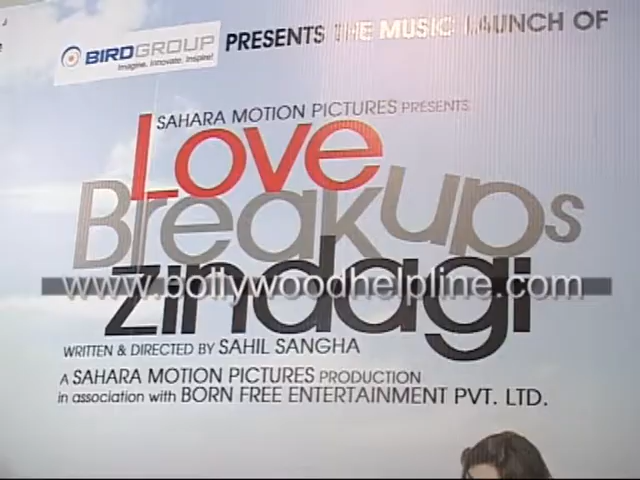 BIRDGROUP
Imagine. Innovate. Inspire!
PRESENTS THE MUSIC LAUNCH OF
SAHARA MOTION PICTURES PRESENTS
Love
Breakups
zindagi
www.bollywoodhelpline.com
WRITTEN & DIRECTED BY SAHIL SANGHA
A SAHARA MOTION PICTURES PRODUCTION
in association with BORN FREE ENTERTAINMENT PVT. LTD.